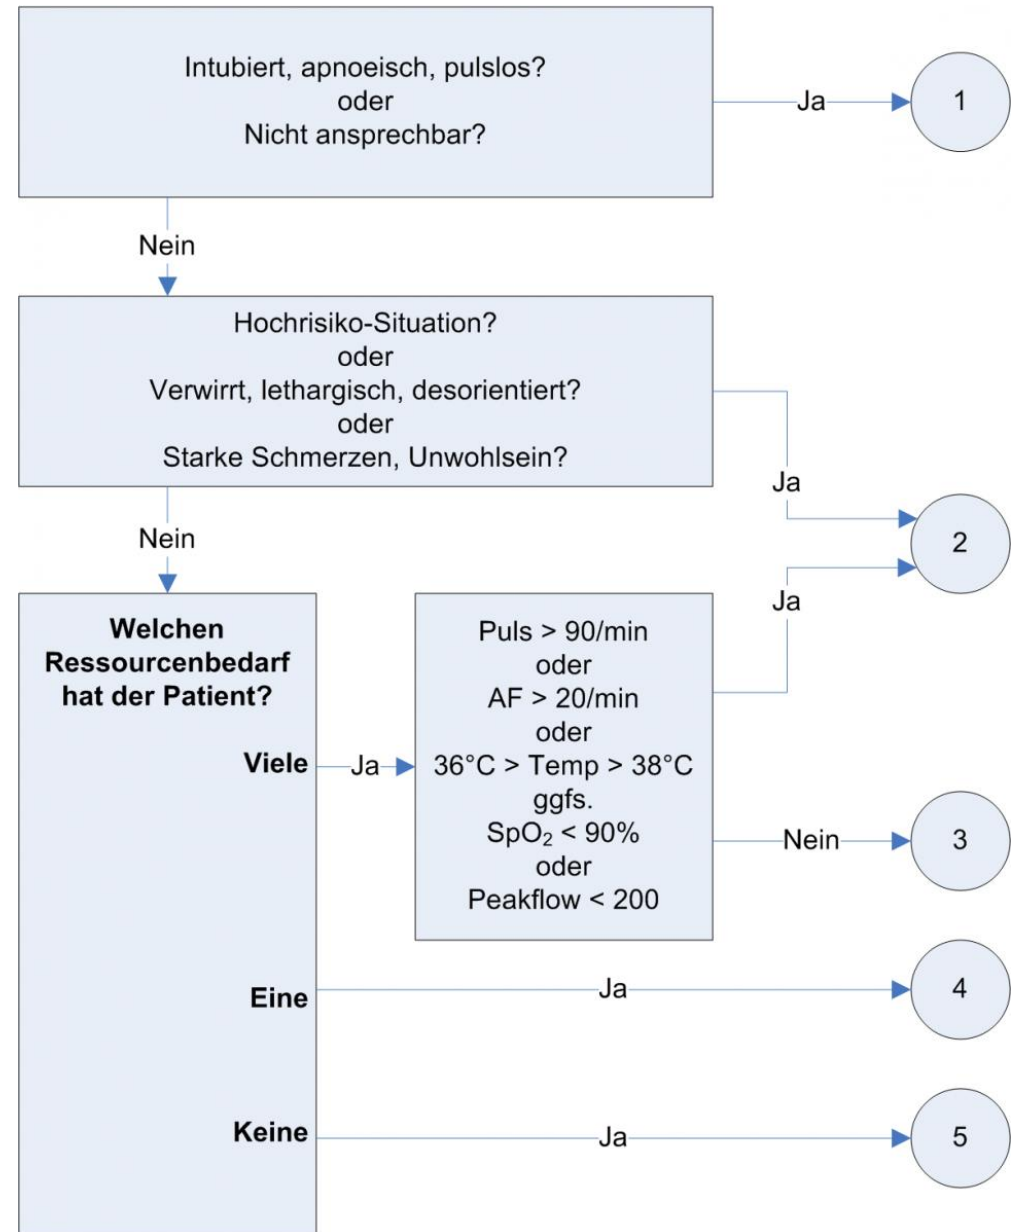 Intubiert, apnoeisch, pulslos?
oder
Nicht ansprechbar?
Ja
1
Nein
Hochrisiko-Situation?
oder
Verwirrt, lethargisch, desorientiert?
oder
Starke Schmerzen, Unwohlsein?
Ja
2
Nein
Ja
Welchen
Ressourcenbedarf
hat der Patient?
Viele
Ja
Puls > 90/min
oder
AF > 20/min
oder
36°C > Temp > 38°C
ggfs.
SpO₂ < 90%
oder
Peakflow < 200
Nein
3
Eine
Ja
4
Keine
Ja
5